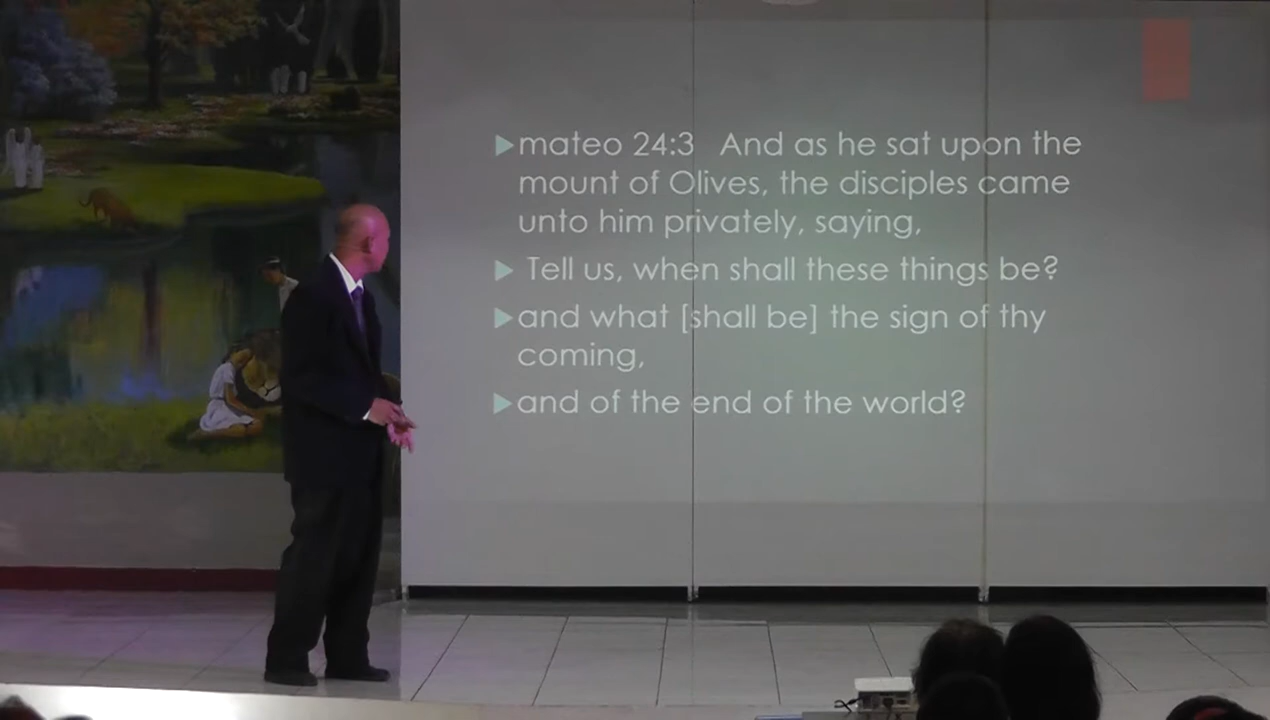 mateo 24:3 And as he sat upon the
mount of Olives, the disciples came
unto him privately, saying,
Tell us, when shall these things be?
and what [shall be] the sign of thy
coming,
and of the end of the world?